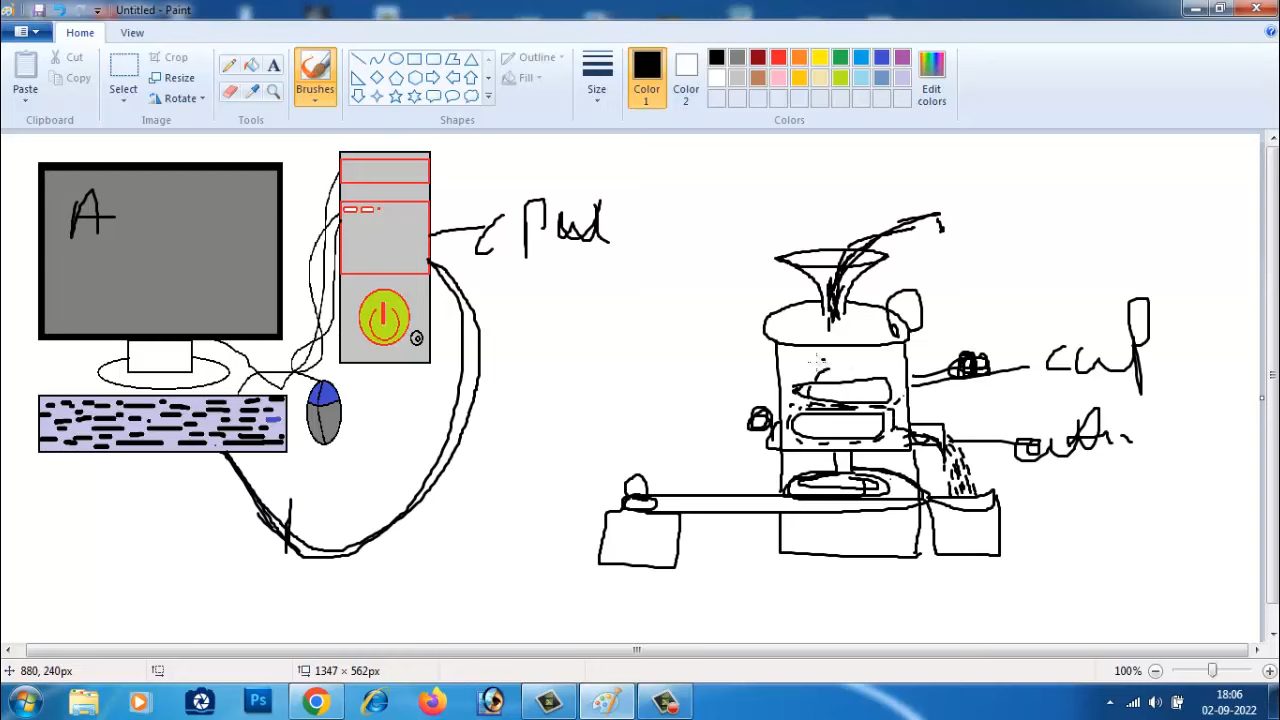 Untitled - Paint
Home
View
Paste
Cut
Copy
Clipboard
Select
Crop
Resize
Rotate
Image
Tools
Brushes
Shapes
Outline
Fill
Size
Color
1
Color
2
Edit
colors
Colors
A
880, 240px
1347 × 562px
100%
Ps
18:06
02-09-2022